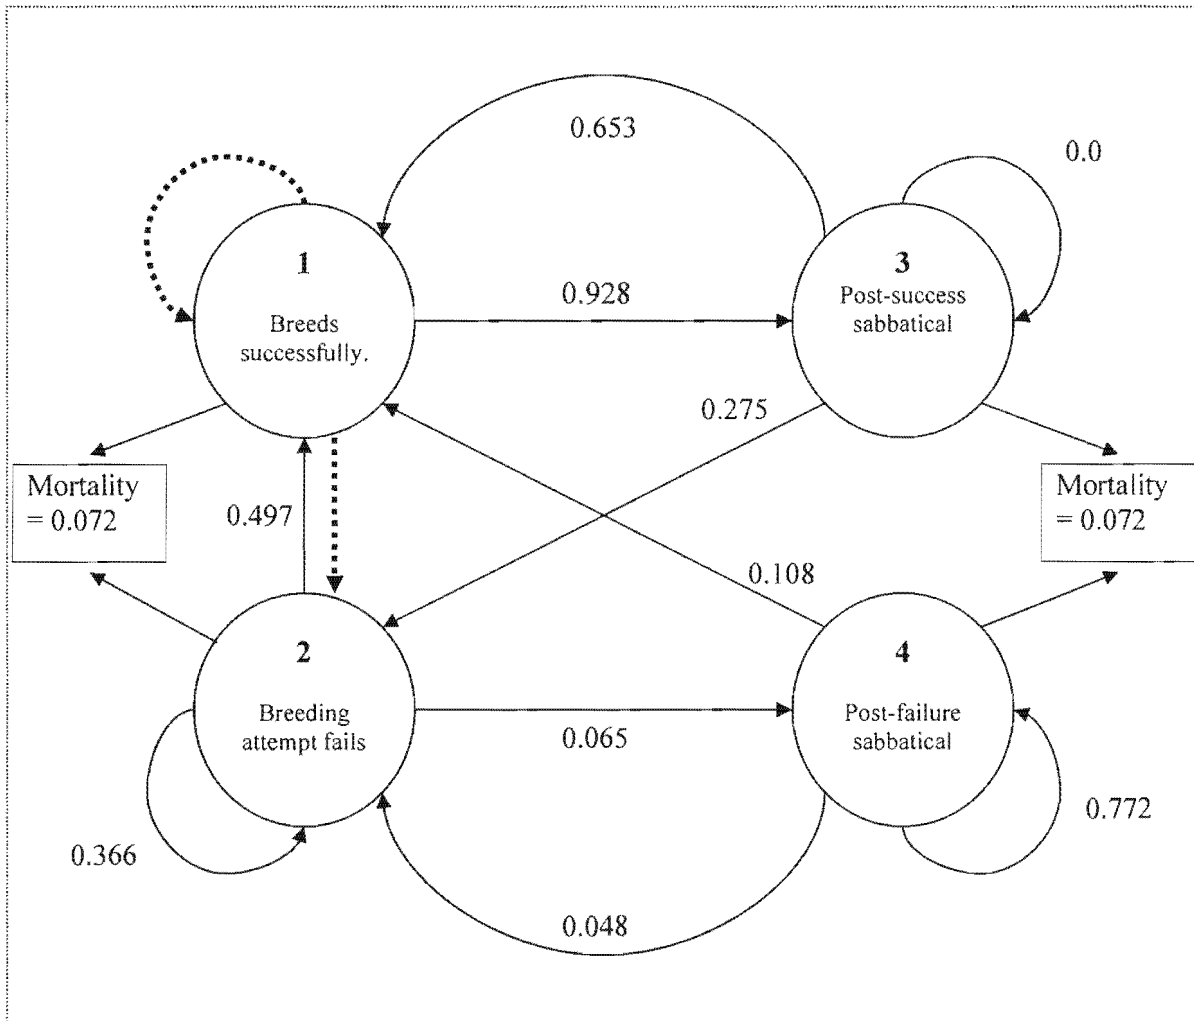 0.653
0.0
1
Breeds
successfully.
0.928
3
Post-success
sabbatical
0.275
Mortality
= 0.072
0.497
Mortality
= 0.072
0.108
2
Breeding
attempt fails
0.065
4
Post-failure
sabbatical
0.366
0.772
0.048